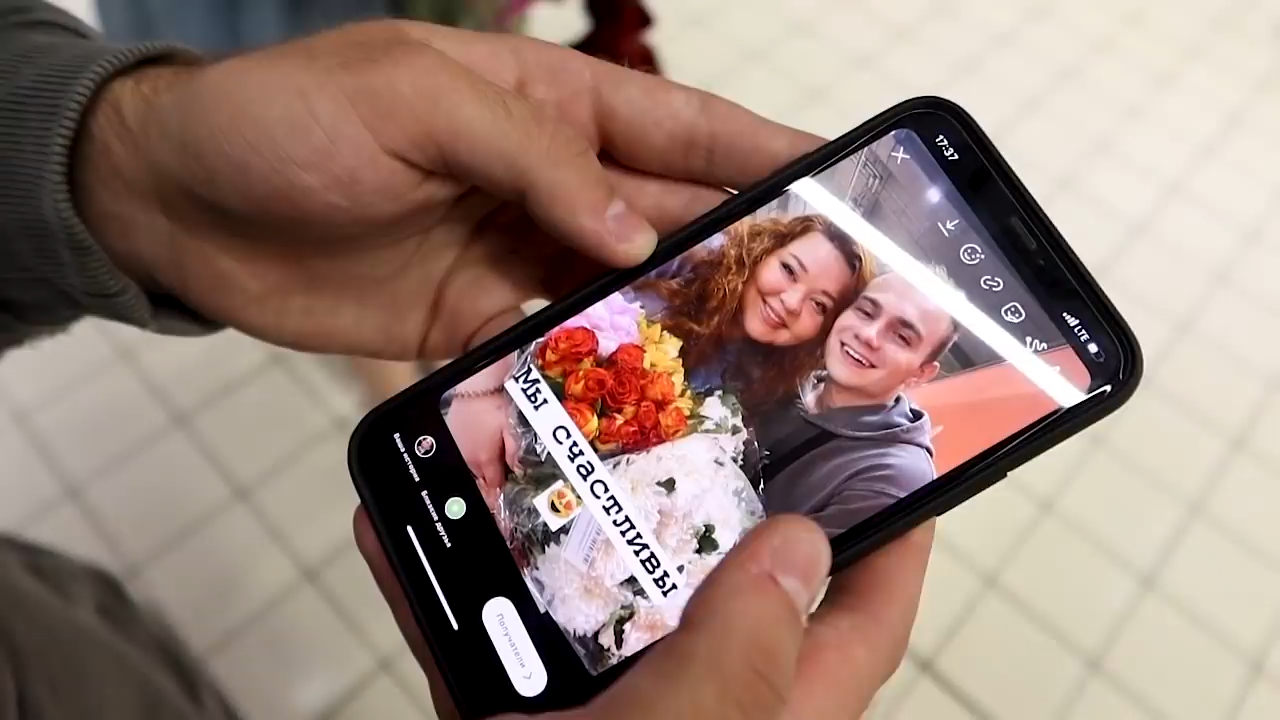 17:37
LTE
Мы счастливы
Ваша история
Близкие друзья
Получатели